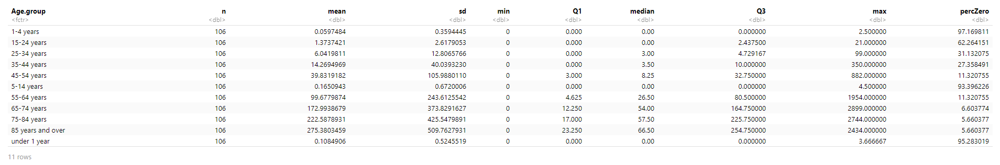 Age.group n mean sd min Q1 median Q3 max percZero
<fctr> <dbl> <dbl> <dbl> <dbl> <dbl> <dbl> <dbl> <dbl> <dbl>
1-4 years 106 0.0597484 0.3594445 0 0.000 0.00 0.000000 2.500000 97.169811
15-24 years 106 1.3737421 2.6179053 0 0.000 0.00 2.437500 21.000000 62.264151
25-34 years 106 6.0419811 12.8065766 0 0.000 3.00 4.729167 99.000000 31.132075
35-44 years 106 14.2694969 40.0393230 0 0.000 3.50 10.000000 350.000000 27.358491
45-54 years 106 39.8319182 105.9880110 0 3.000 8.25 32.750000 882.000000 11.320755
5-14 years 106 0.1650943 0.6720006 0 0.000 0.00 0.000000 4.500000 93.396226
55-64 years 106 99.6779874 243.6125542 0 4.625 26.50 80.500000 1954.000000 11.320755
65-74 years 106 172.9938679 373.8291627 0 12.250 54.00 164.750000 2899.000000 6.603774
75-84 years 106 222.5878931 425.5479891 0 17.000 57.50 225.750000 2744.000000 5.660377
85 years and over 106 275.3803459 509.7627931 0 23.250 66.50 254.750000 2434.000000 5.660377
under 1 year 106 0.1084906 0.5245519 0 0.000 0.00 0.000000 3.666667 95.283019
11 rows